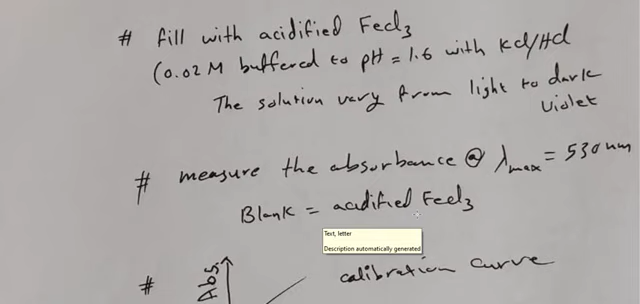 # fill with acidified FeCl3
(0.02 M buffered to pH = 1.6 with KCl/HCl
The solution vary from light to dark
violet
# measure the absorbance @ λmax = 530 nm
Blank = acidified FeCl3
Text, letter
Description automatically generated
# Abs. calibration curve